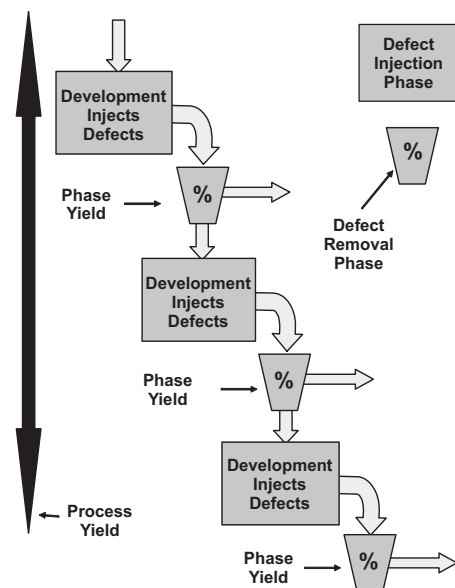 Development
Injects
Defects
Defect
Injection
Phase
%
%
Phase
Yield
Defect
Removal
Phase
Development
Injects
Defects
%
Phase
Yield
Development
Injects
Defects
Process
Yield
%
Phase
Yield